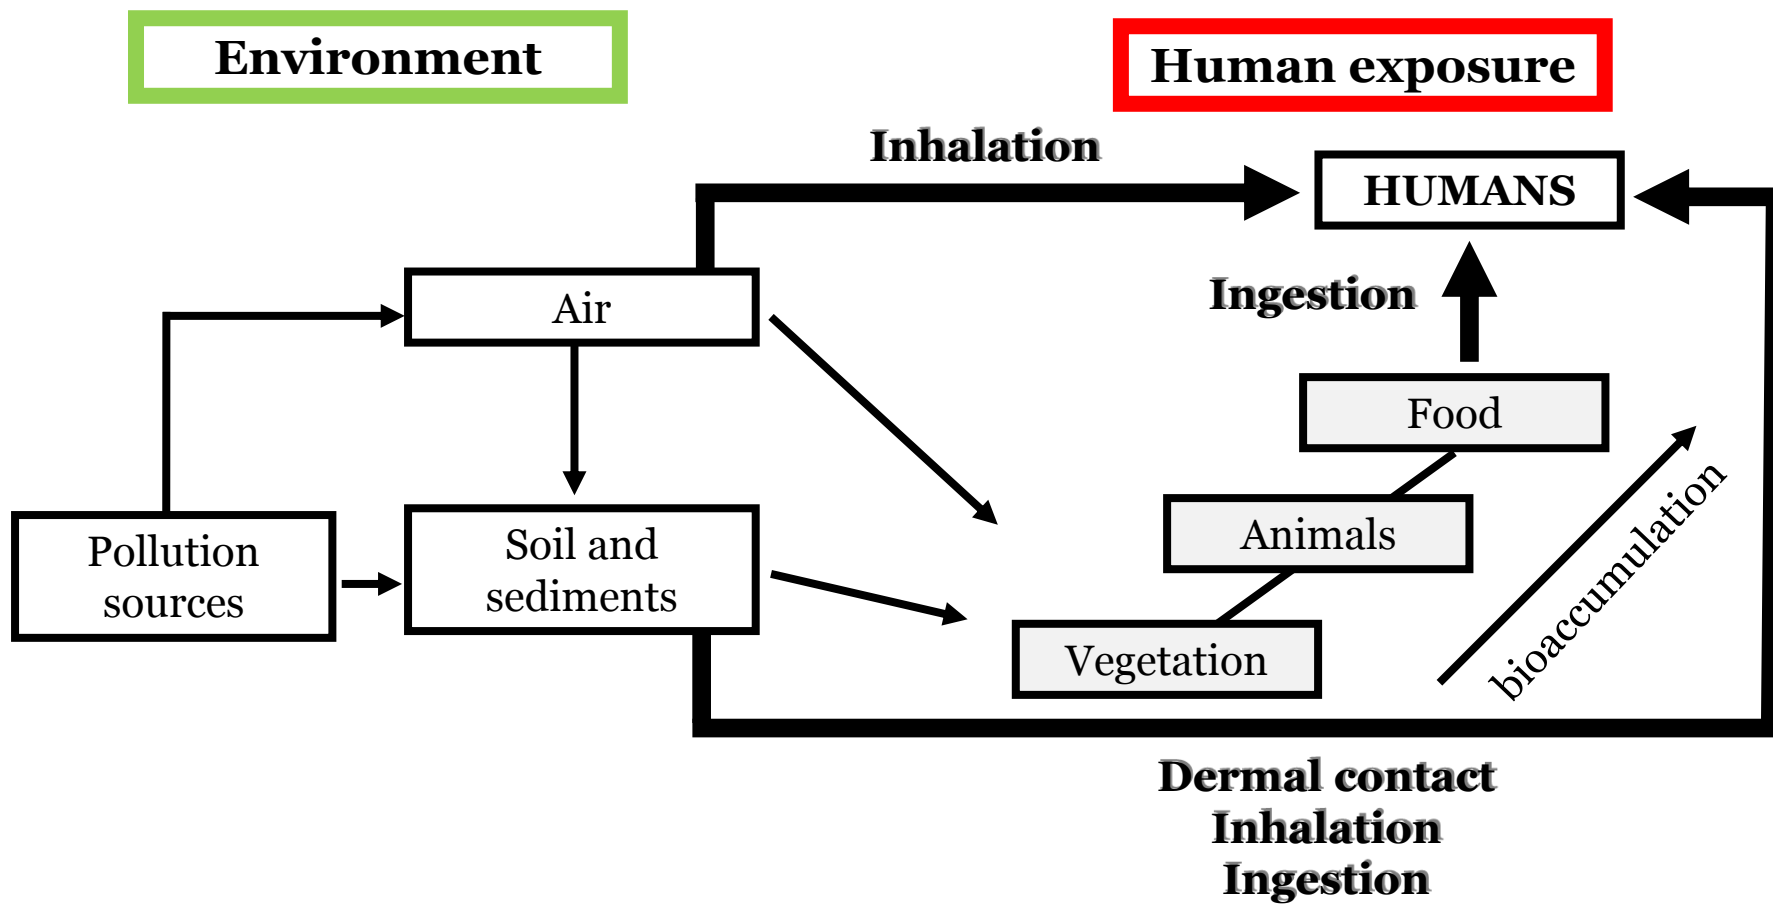 Environment
Human exposure
Inhalation
HUMANS
Air
Ingestion
Food
Pollution
sources
Soil and
sediments
Animals
Vegetation
bioaccumulation
Dermal contact
Inhalation
Ingestion